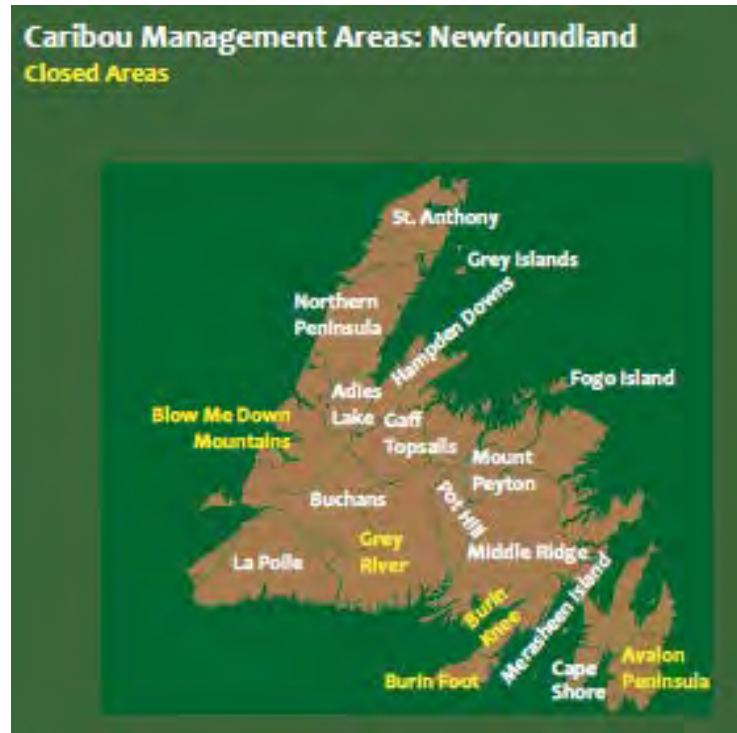 Caribou Management Areas: Newfoundland
Closed Areas
St. Anthony
Grey Islands
Northern
Peninsula
Hampden Downs
Fogo Island
Adies
Lake
Gaff
Topsails
Blow Me Down
Mountains
Mount
Peyton
Buchans
Pot Hill
Grey
River
La Poile
Middle Ridge
Burin
Knee
Merasheen Island
Burin Foot
Cape
Shore
Avalon
Peninsula